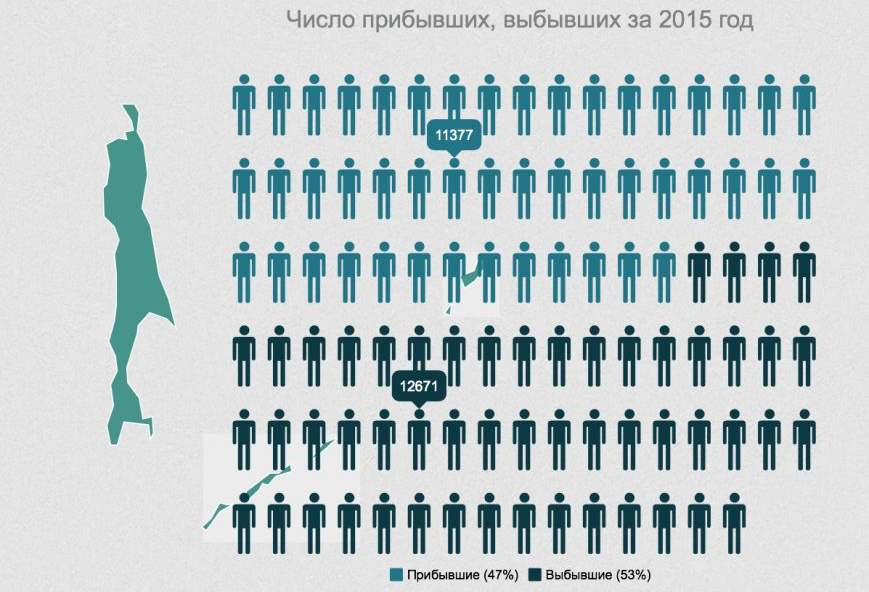 Число прибывших, выбывших за 2015 год
11377
12671
Прибывшие (47%) Выбывшие (53%)